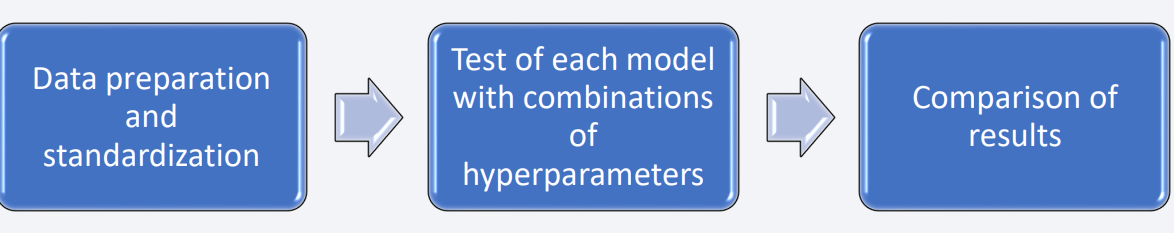 Data preparation
and
standardization
Test of each model
with combinations
of
hyperparameters
Comparison of
results